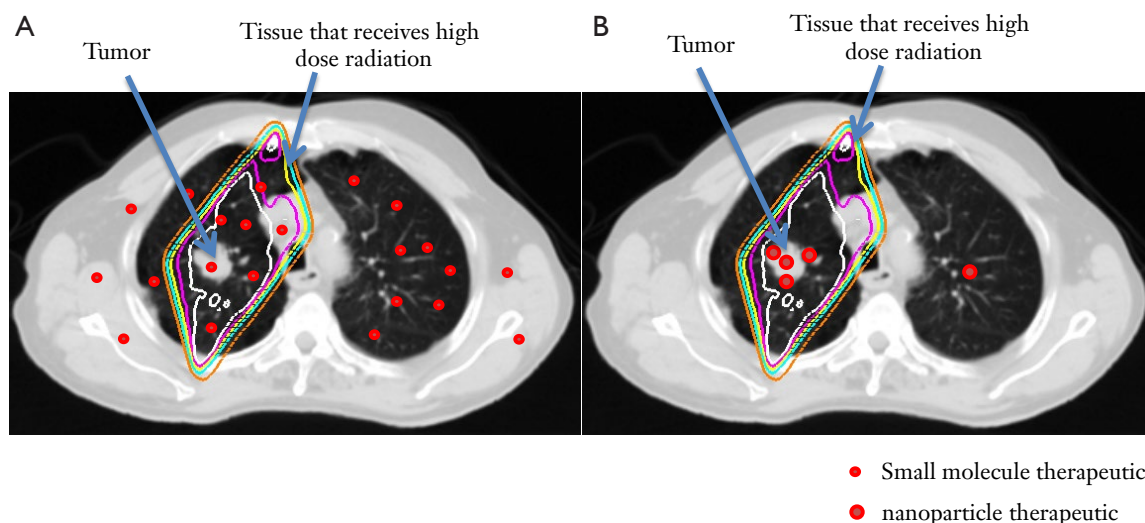 A
Tumor
Tissue that receives high
dose radiation
B
Tumor
Tissue that receives high
dose radiation
Small molecule therapeutic
nanoparticle therapeutic